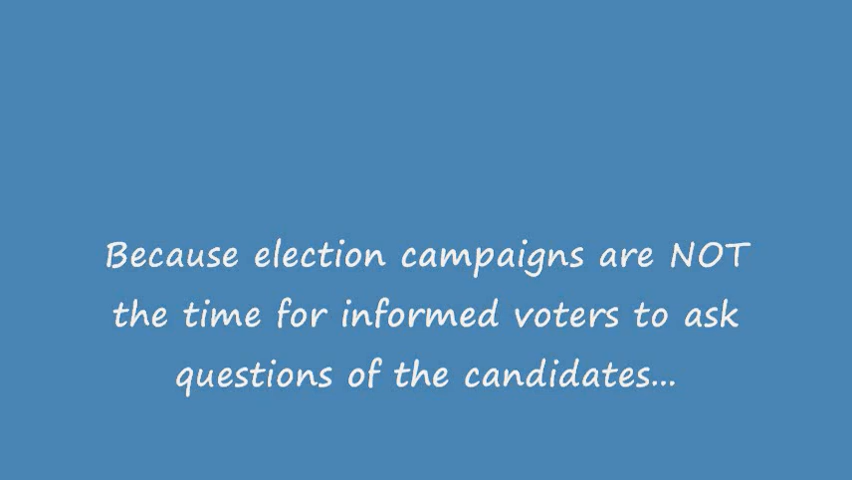 Because election campaigns are NOT
the time for informed voters to ask
questions of the candidates...